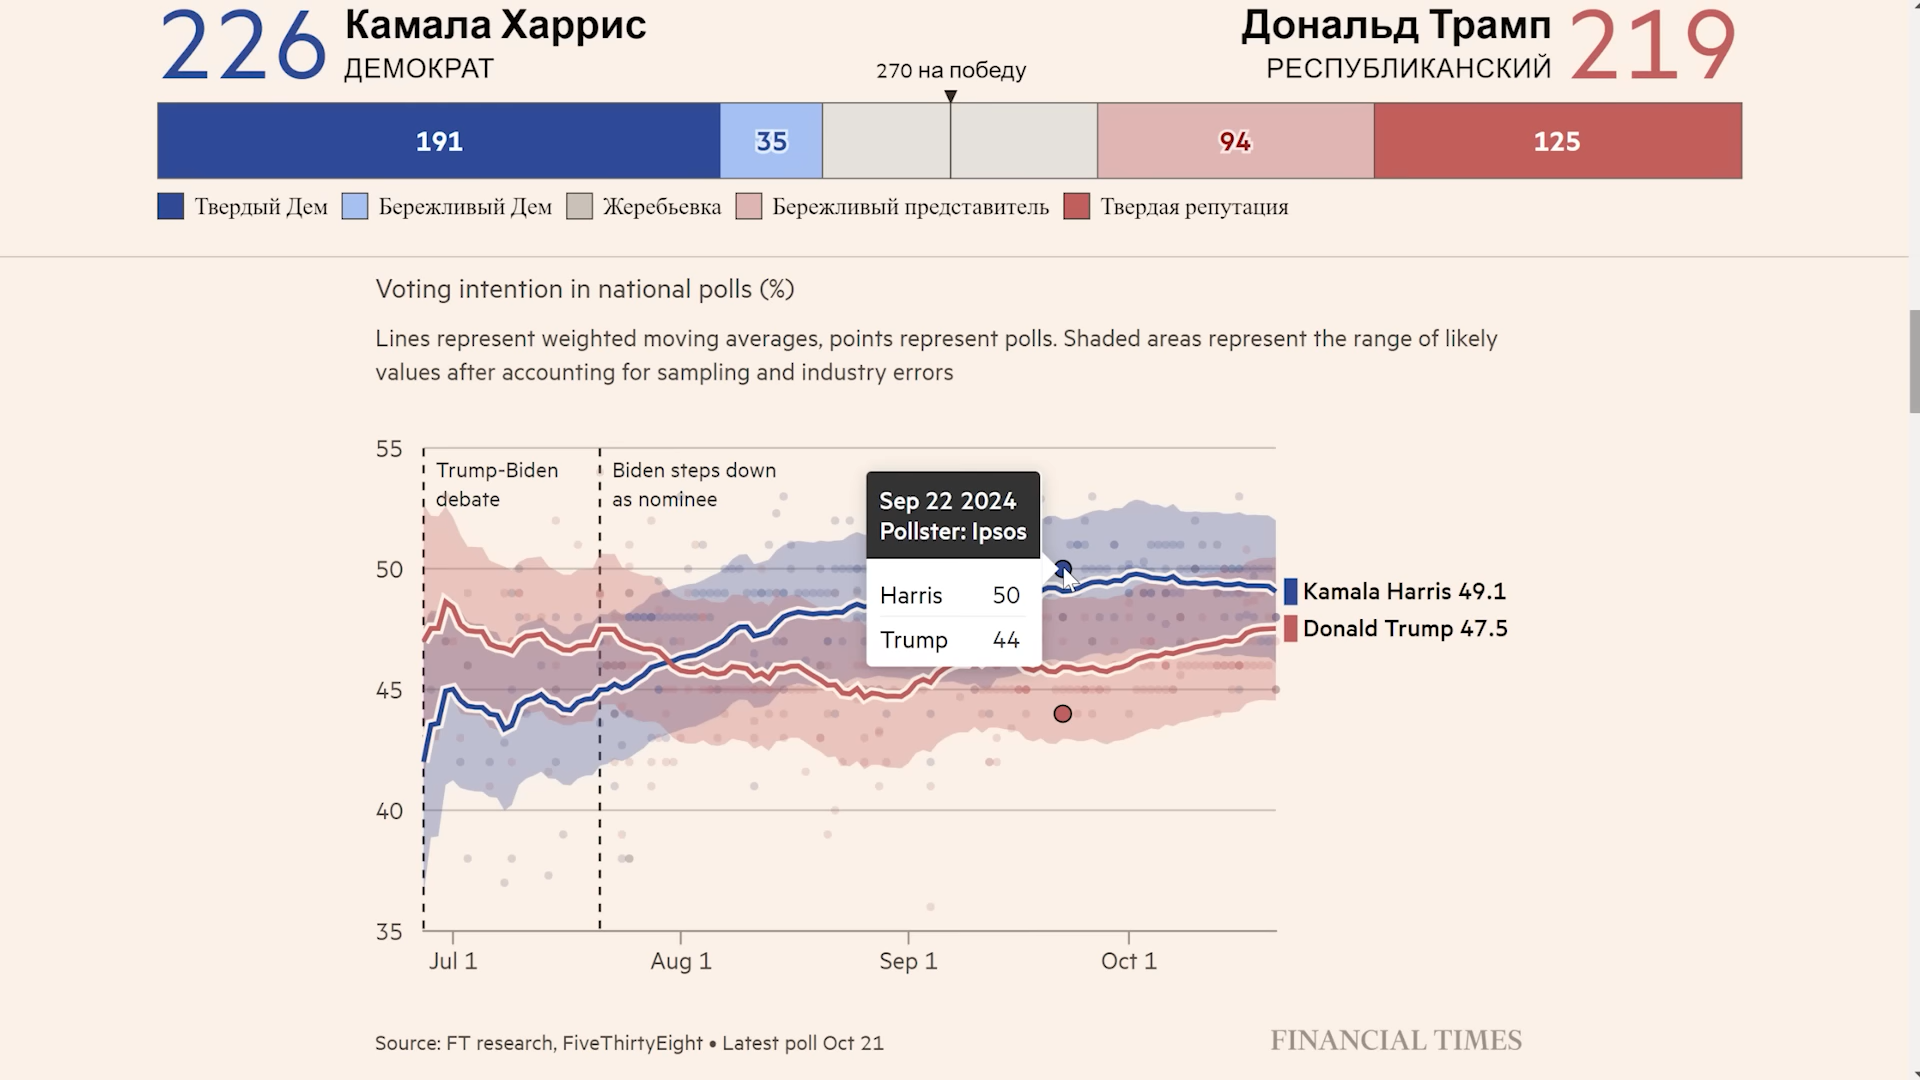 226 Камала Харрис
ДЕМОКРАТ
Дональд Трамп 219
РЕСПУБЛИКАНСКИЙ
270 на победу
191 35 94 125
Твердый Дем Бережливый Дем Жеребьевка Бережливый представитель Твердая репутация
Voting intention in national polls (%)
Lines represent weighted moving averages, points represent polls. Shaded areas represent the range of likely
values after accounting for sampling and industry errors
55
50
45
40
35
Trump-Biden
debate
Biden steps down
as nominee
Sep 22 2024
Pollster: Ipsos
Harris 50
Trump 44
Kamala Harris 49.1
Donald Trump 47.5
Jul 1 Aug 1 Sep 1 Oct 1
Source: FT research, FiveThirtyEight • Latest poll Oct 21
FINANCIAL TIMES